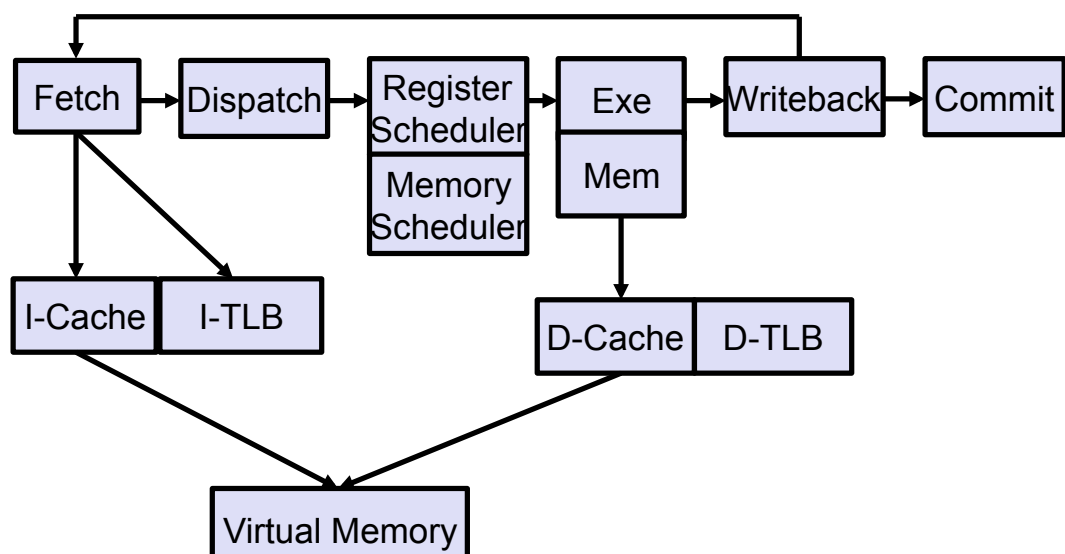 Fetch
Dispatch
Register
Scheduler
Memory
Scheduler
Exe
Mem
Writeback
Commit
I-Cache
I-TLB
D-Cache
D-TLB
Virtual Memory